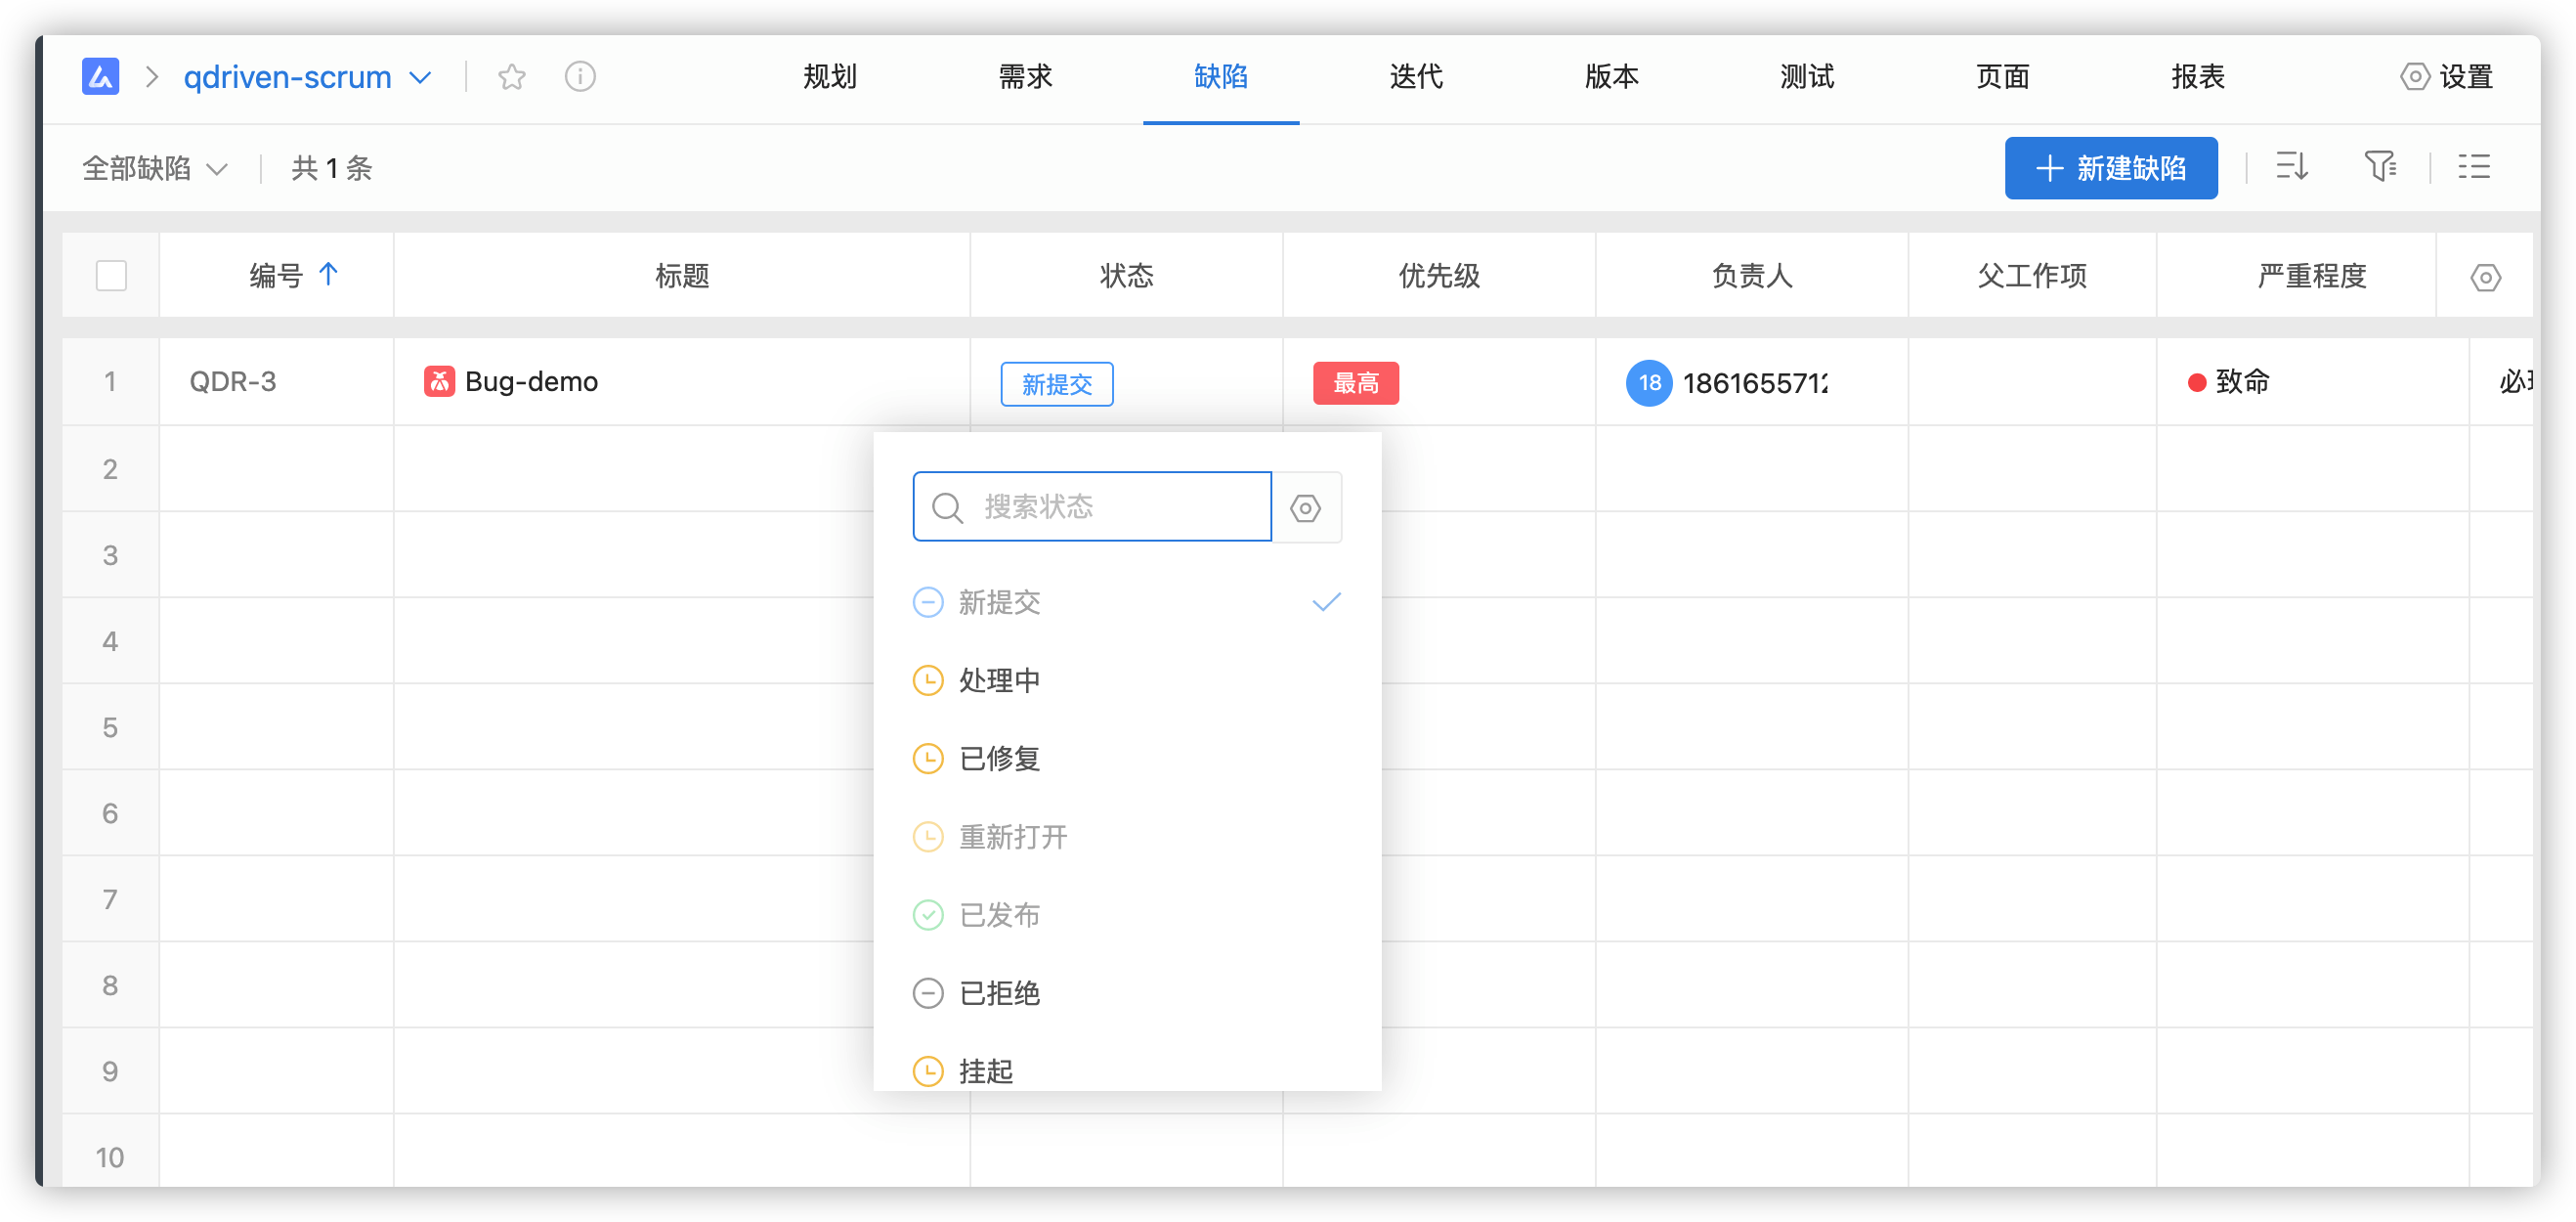 qdriven-scrum 规划 需求 缺陷 迭代 版本 测试 页面 报表 设置
全部缺陷 共 1 条 新建缺陷
编号 标题 状态 优先级 负责人 父工作项 严重程度
1 QDR-3 Bug-demo 新提交 最高 18 186165571 致命 必
2
搜索状态
3
新提交
4
处理中
5
已修复
6
重新打开
7
已发布
8
已拒绝
9
挂起
10